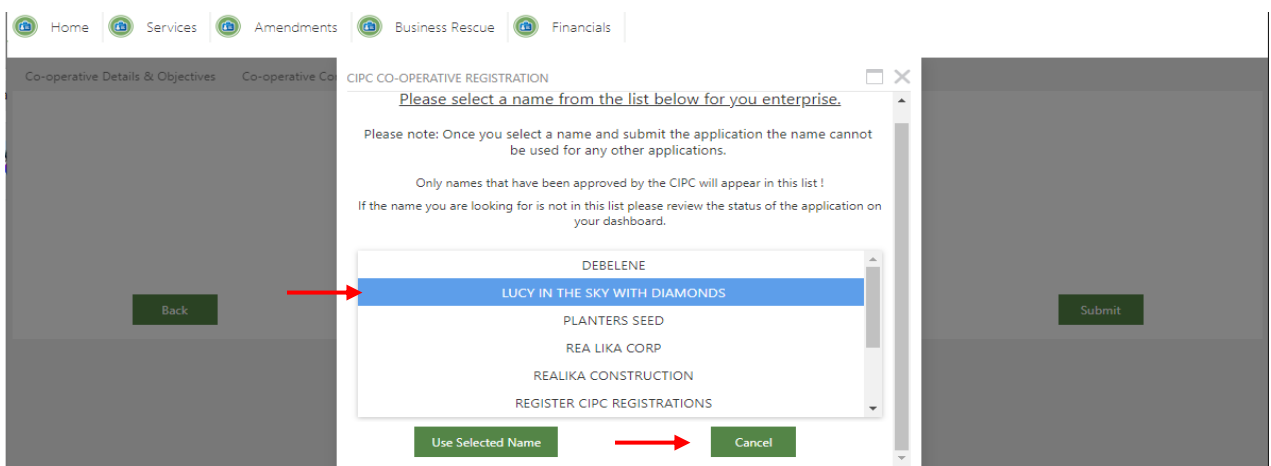 Home Services Amendments Business Rescue Financials
Co-operative Details & Objectives Co-operative Co
CIPC CO-OPERATIVE REGISTRATION
Please select a name from the list below for you enterprise.
Please note: Once you select a name and submit the application the name cannot
be used for any other applications.
Only names that have been approved by the CIPC will appear in this list !
If the name you are looking for is not in this list please review the status of the application on
your dashboard.
DEBELENE
LUCY IN THE SKY WITH DIAMONDS
PLANTERS SEED
REA LIKA CORP
REALIKA CONSTRUCTION
REGISTER CIPC REGISTRATIONS
Back
Submit
Use Selected Name Cancel